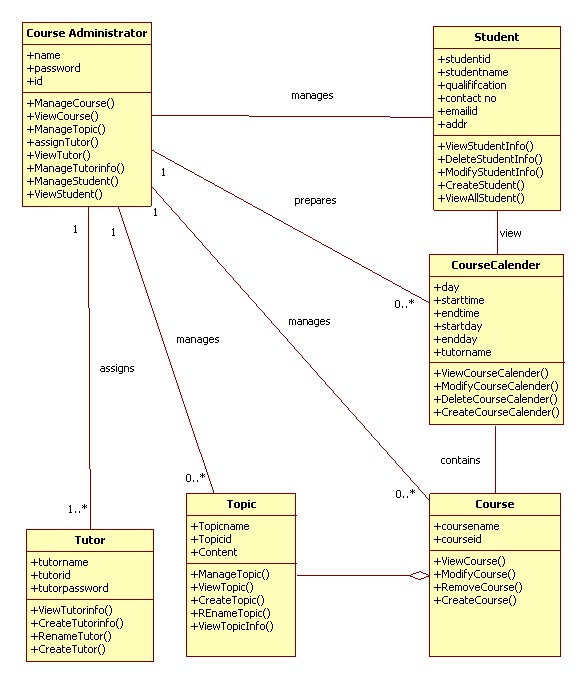 Course Administrator
+name
+password
+id
+ManageCourse()
+ViewCourse()
+ManageTopic()
+assignTutor()
+ViewTutor()
+ManageTutorinfo()
+ManageStudent()
+ViewStudent()
manages
Student
+studentid
+studentname
+qualififcation
+contact no
+emailid
+addr
+ViewStudentInfo()
+DeleteStudentInfo()
+ModifyStudentInfo()
+CreateStudent()
+ViewAllStudent()
1
prepares
0..*
view
CourseCalender
+day
+starttime
+endtime
+startday
+endday
+tutorname
+ViewCourseCalender()
+ModifyCourseCalender()
+DeleteCourseCalender()
+CreateCourseCalender()
1
manages
0..*
1
manages
0..*
1
assigns
1..*
contains
Tutor
+tutorname
+tutorid
+tutorpassword
+ViewTutorinfo()
+CreateTutorinfo()
+RenameTutor()
+CreateTutor()
Topic
+Topicname
+Topicid
+Content
+ManageTopic()
+ViewTopic()
+CreateTopic()
+REnameTopic()
+ViewTopicInfo()
Course
+coursename
+courseid
+ViewCourse()
+ModifyCourse()
+RemoveCourse()
+CreateCourse()